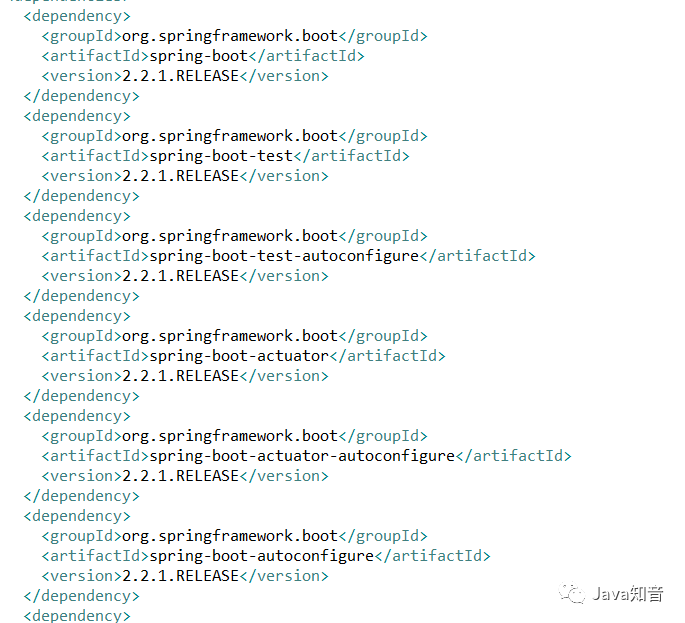 <dependency>
<groupId>org.springframework.boot</groupId>
<artifactId>spring-boot</artifactId>
<version>2.2.1.RELEASE</version>
</dependency>
<dependency>
<groupId>org.springframework.boot</groupId>
<artifactId>spring-boot-test</artifactId>
<version>2.2.1.RELEASE</version>
</dependency>
<dependency>
<groupId>org.springframework.boot</groupId>
<artifactId>spring-boot-test-autoconfigure</artifactId>
<version>2.2.1.RELEASE</version>
</dependency>
<dependency>
<groupId>org.springframework.boot</groupId>
<artifactId>spring-boot-actuator</artifactId>
<version>2.2.1.RELEASE</version>
</dependency>
<dependency>
<groupId>org.springframework.boot</groupId>
<artifactId>spring-boot-actuator-autoconfigure</artifactId>
<version>2.2.1.RELEASE</version>
</dependency>
<dependency>
<groupId>org.springframework.boot</groupId>
<artifactId>spring-boot-autoconfigure</artifactId>
<version>2.2.1.RELEASE</version>
</dependency>
<dependency>
Java知音